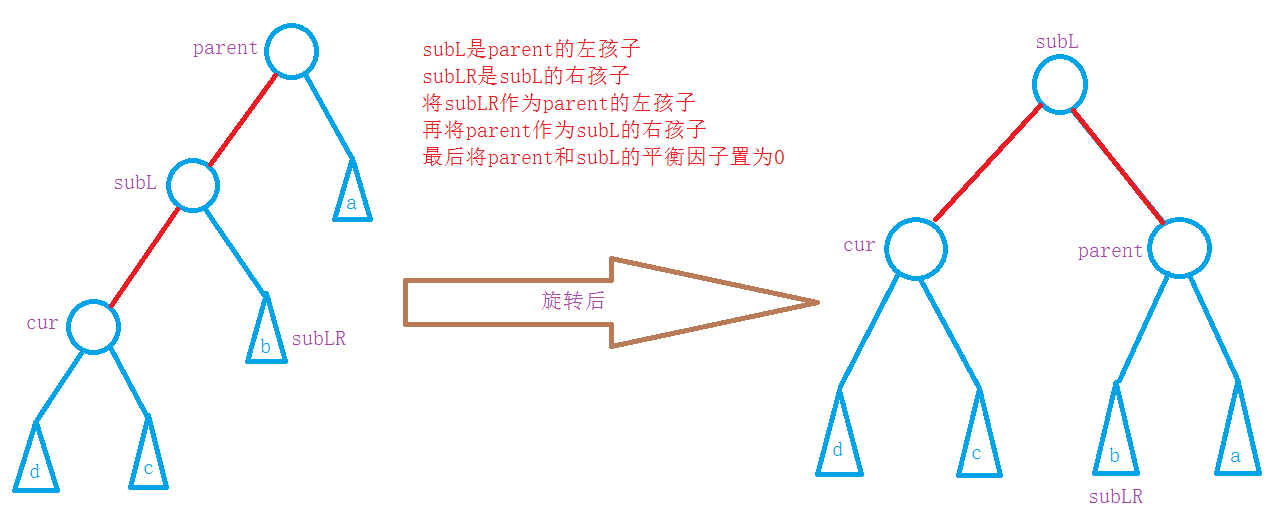 parent
subL是parent的左孩子
subLR是subL的右孩子
将subLR作为parent的左孩子
再将parent作为subL的右孩子
最后将parent和subL的平衡因子置为0
subL
a
cur
b
subLR
d
c
旋转后
subL
cur
parent
d
c
b
a
subLR